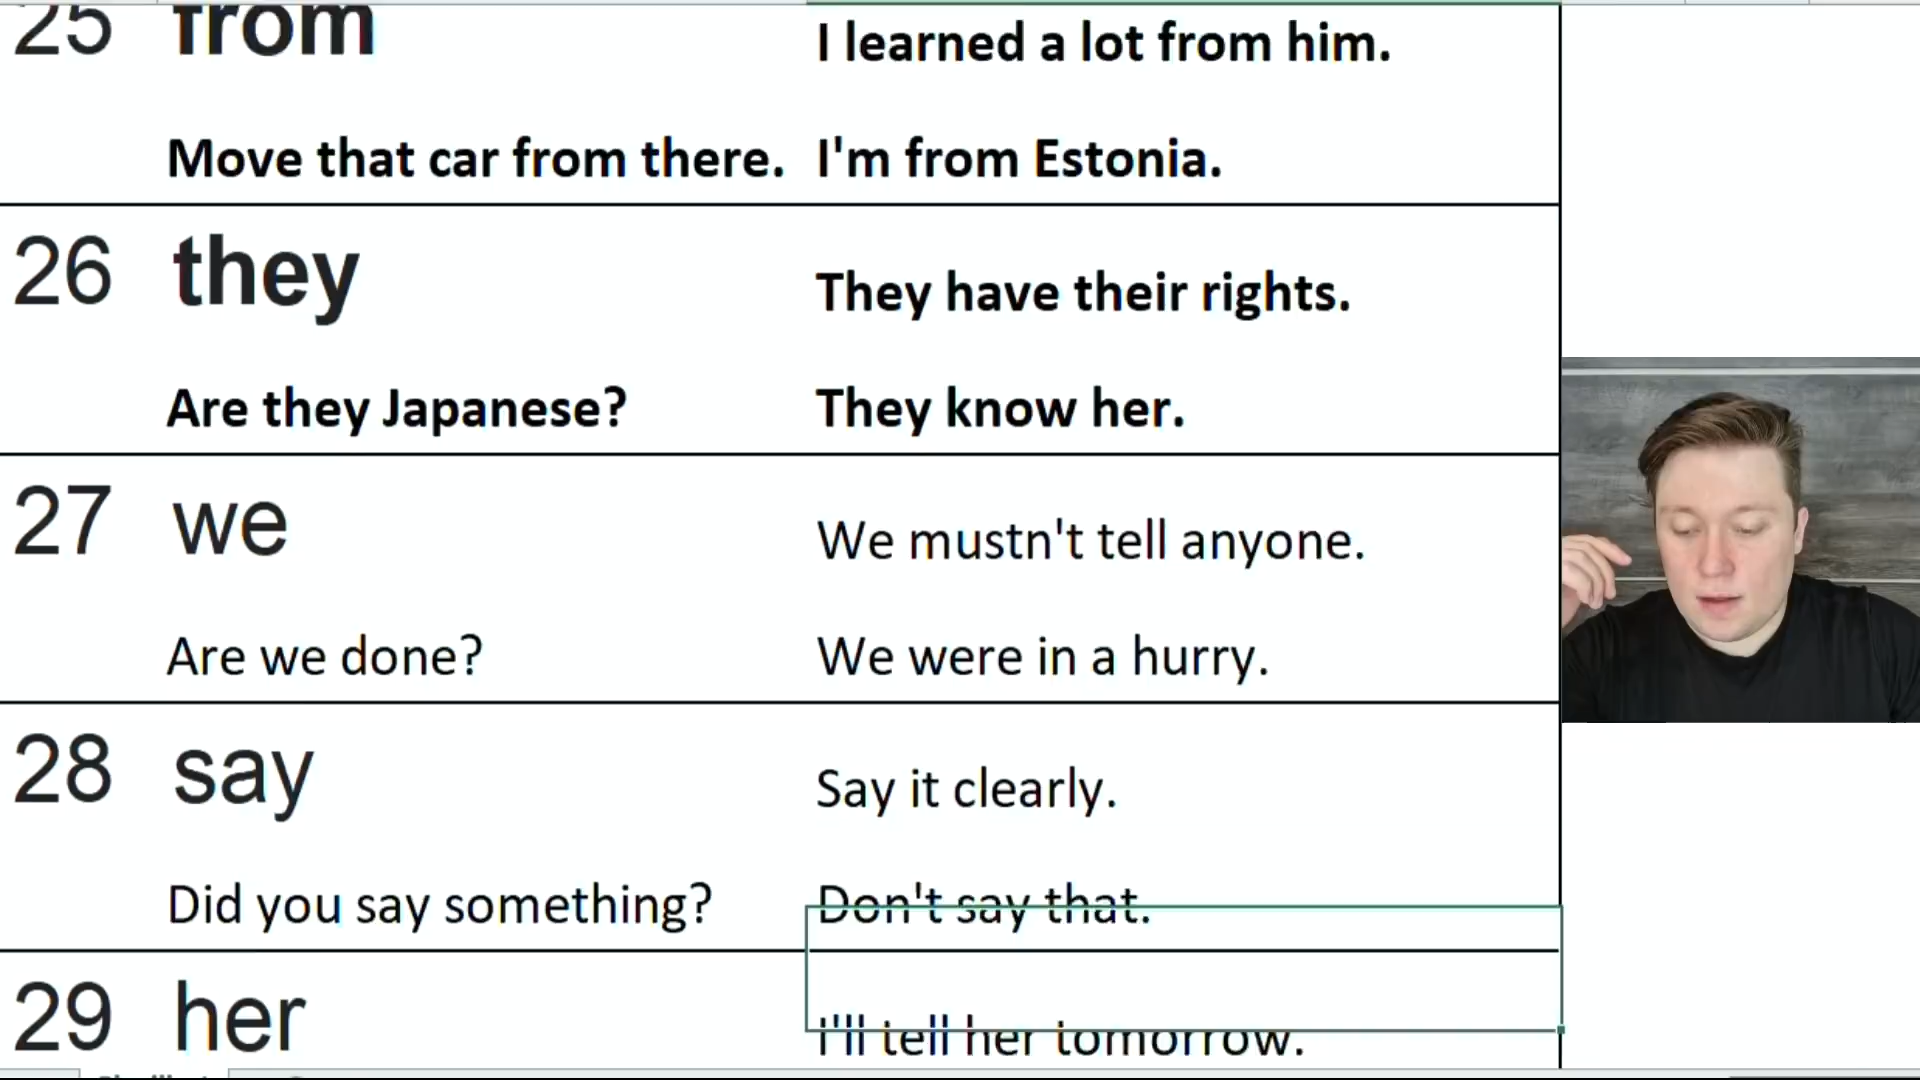 25 from
I learned a lot from him.
Move that car from there. I'm from Estonia.
26 they
They have their rights.
Are they Japanese? They know her.
27 we
We mustn't tell anyone.
Are we done? We were in a hurry.
28 say
Say it clearly.
Did you say something? Don't say that.
29 her
I'll tell her tomorrow.